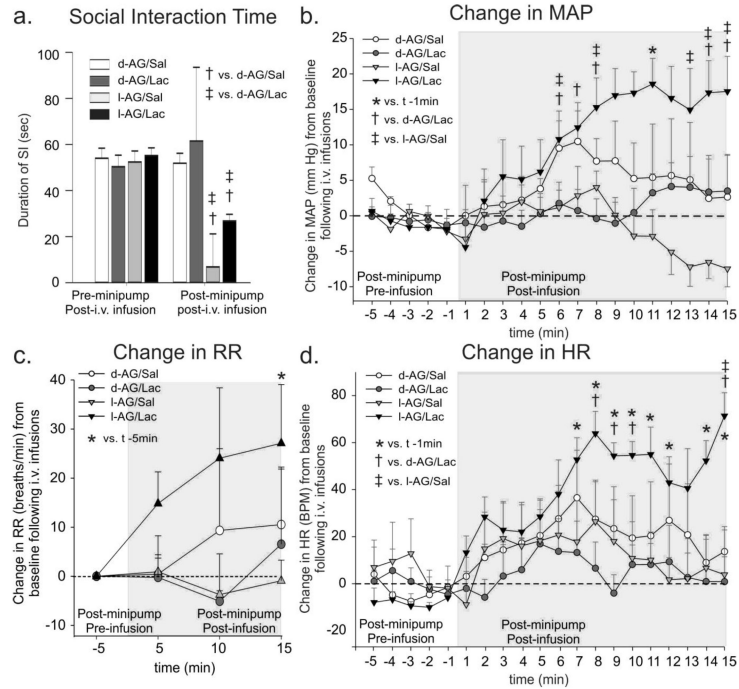 a.
Social Interaction Time
d-AG/Sal
d-AG/Lac
l-AG/Sal
l-AG/Lac
† vs. d-AG/Sal
‡ vs. d-AG/Lac
†
‡
†
‡
Duration of SI (sec)
100
80
60
40
20
0
Pre-minipump
Post-i.v. infusion
Post-minipump
post-i.v. infusion
b.
Change in MAP
d-AG/Sal
d-AG/Lac
l-AG/Sal
l-AG/Lac
* vs. t -1min
† vs. d-AG/Lac
‡ vs. l-AG/Sal
‡
†
†
‡
†
*
‡
‡
†
‡
†
Change in MAP (mm Hg) from baseline
following i.v. infusions
25
20
15
10
5
0
-5
-10
Post-minipump
Pre-infusion
Post-minipump
Post-infusion
-5 -4 -3 -2 -1 1 2 3 4 5 6 7 8 9 10 11 12 13 14 15
time (min)
c.
Change in RR
d-AG/Sal
d-AG/Lac
l-AG/Sal
l-AG/Lac
* vs. t -5min
*
Change in RR (breaths/min) from
baseline following i.v. infusions
40
30
20
10
0
-10
Post-minipump
Pre-infusion
Post-minipump
Post-infusion
-5 5 10 15
time (min)
d.
Change in HR
d-AG/Sal
d-AG/Lac
l-AG/Sal
l-AG/Lac
* vs. t -1min
† vs. d-AG/Lac
‡ vs. l-AG/Sal
*
*
†
*
†
*
†
*
*
*
‡
†
*
Change in HR (BPM) from baseline
following i.v. infusions
80
60
40
20
0
-20
Post-minipump
Pre-infusion
Post-minipump
Post-infusion
-5 -4 -3 -2 -1 1 2 3 4 5 6 7 8 9 10 11 12 13 14 15
time (min)